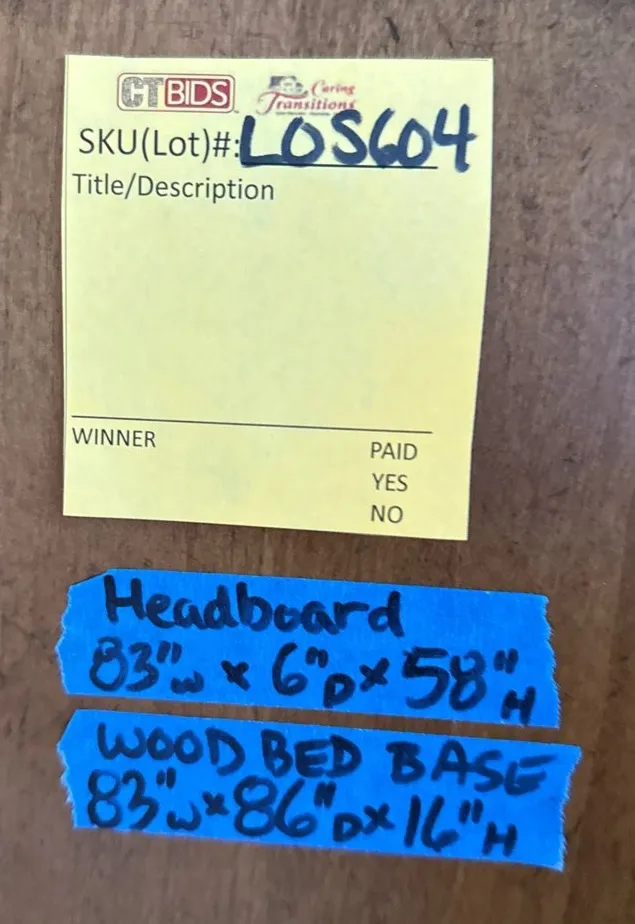 CTBIDS Caring Transitions
SKU(Lot)#: LOS604
Title/Description
WINNER
PAID
YES
NO
Headboard
83"W x 6"D x 58"H
WOOD BED BASE
83"W x 86"D x 16"H